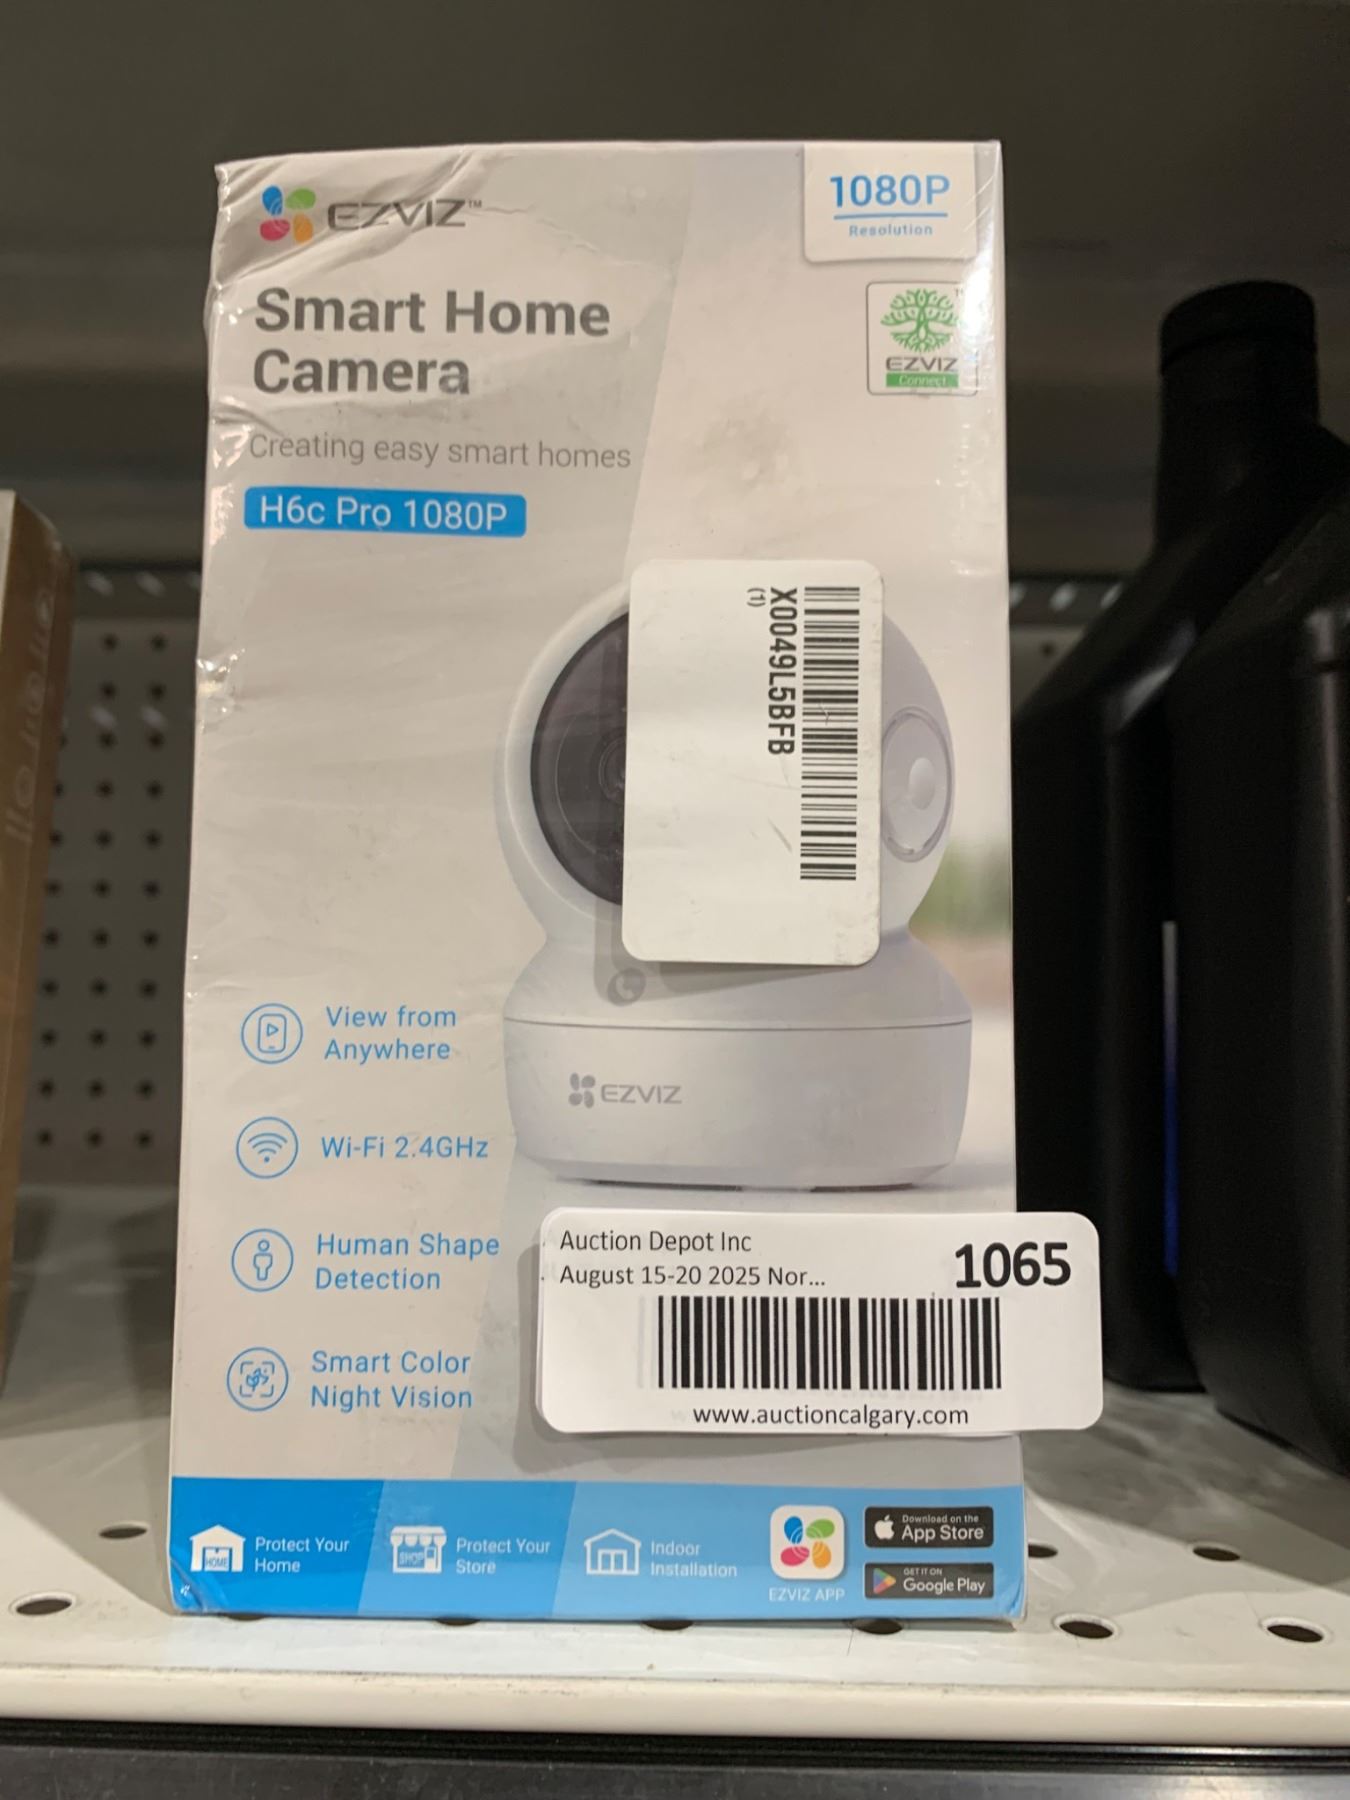 EZVIZ™
1080P
Resolution
Smart Home
Camera
EZVIZ
Connect
Creating easy smart homes
H6c Pro 1080P
X0049L5BFB
(1)
View from
Anywhere
EZVIZ
Wi-Fi 2.4GHz
Human Shape
Detection
Auction Depot Inc
August 15-20 2025 Nor...
1065
www.auctioncalgary.com
Smart Color
Night Vision
HOME
Protect Your
Home
SHOP
Protect Your
Store
Indoor
Installation
EZVIZ APP
Download on the
App Store
GET IT ON
Google Play